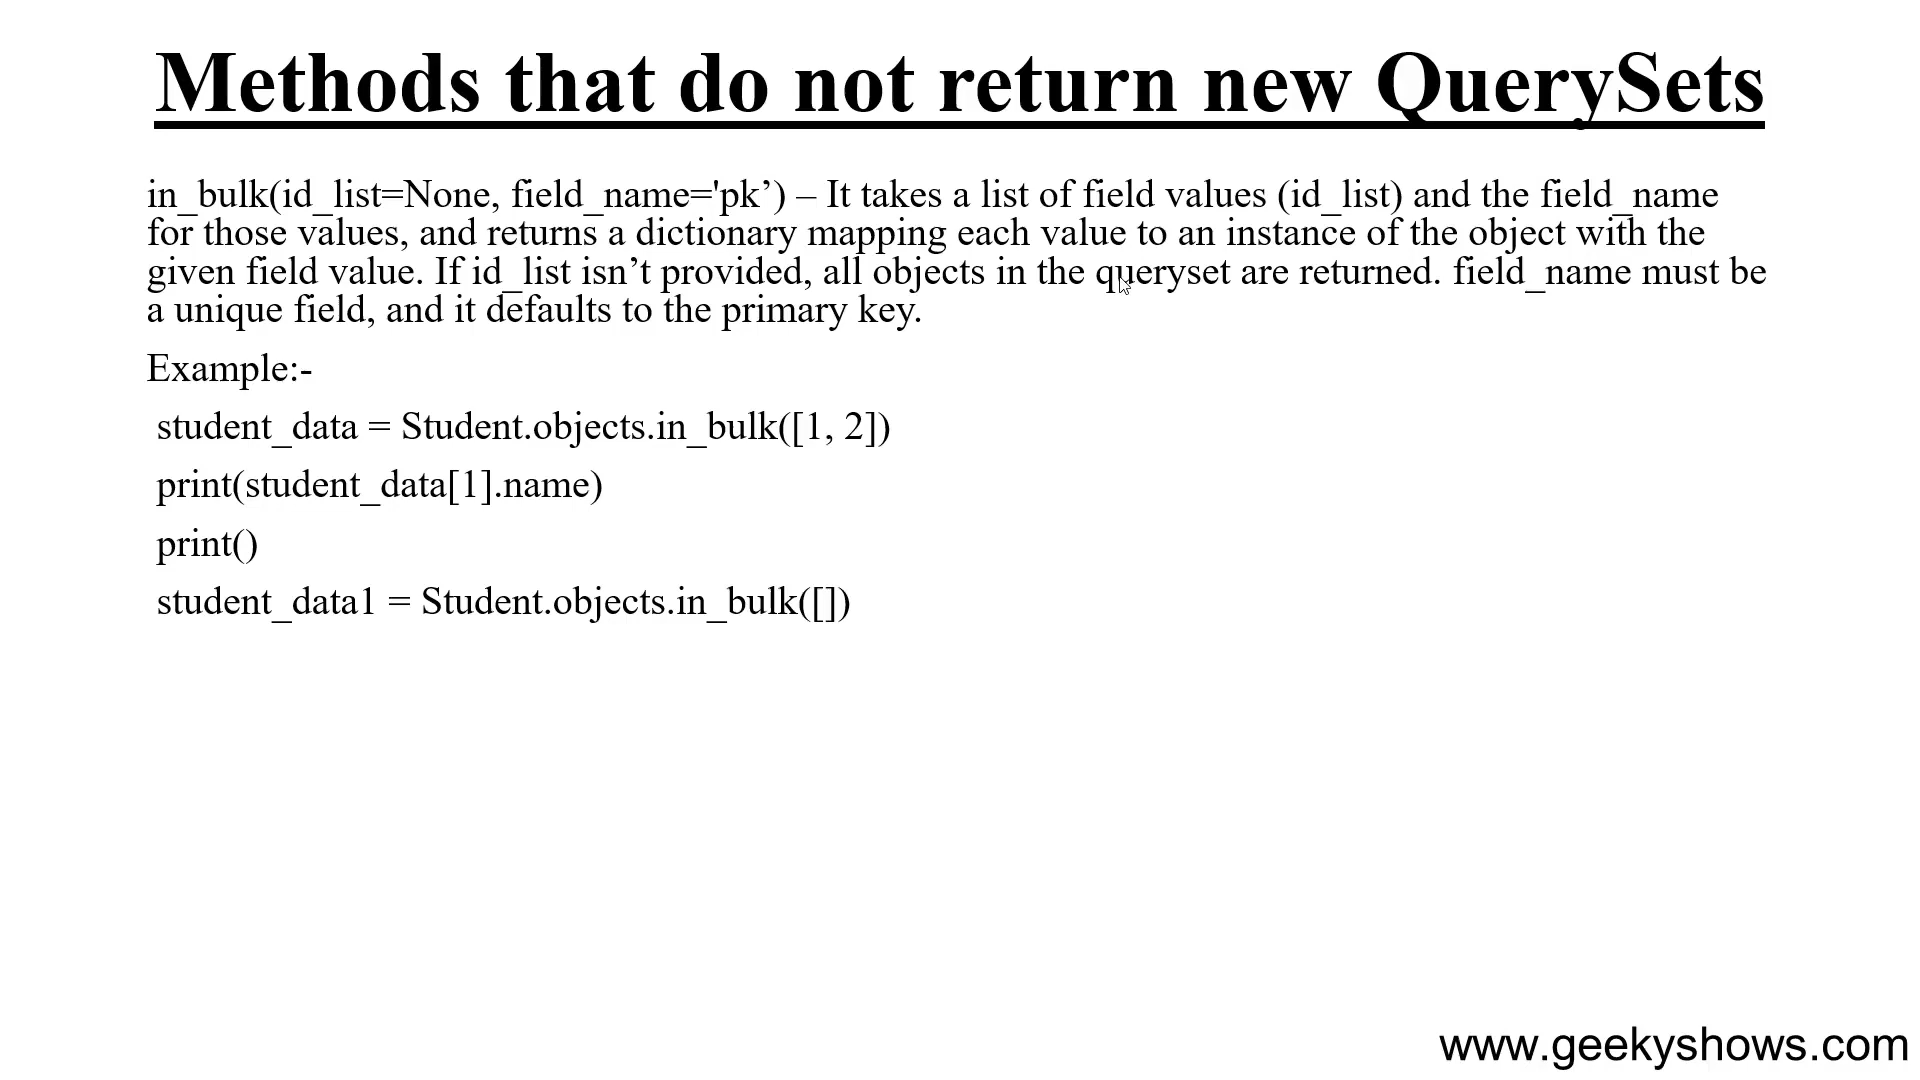 Methods that do not return new QuerySets
in_bulk(id_list=None, field_name='pk’) – It takes a list of field values (id_list) and the field_name
for those values, and returns a dictionary mapping each value to an instance of the object with the
given field value. If id_list isn’t provided, all objects in the queryset are returned. field_name must be
a unique field, and it defaults to the primary key.
Example:-
student_data = Student.objects.in_bulk([1, 2])
print(student_data[1].name)
print()
student_data1 = Student.objects.in_bulk([])
www.geekyshows.com